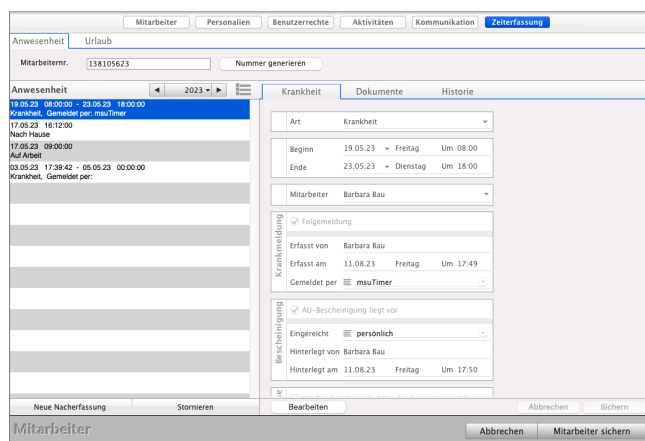 Mitarbeiter Personalien Benutzerrechte Aktivitäten Kommunikation Zeiterfassung
Anwesenheit Urlaub
Mitarbeiternr. 138105623 Nummer generieren
Anwesenheit 2023
Krankheit Dokumente Historie
19.05.23 08:00:00 - 23.05.23 18:00:00
Krankheit, Gemeldet per: msuTimer
17.05.23 16:12:00
Nach Hause
17.05.23 09:00:00
Auf Arbeit
03.05.23 17:39:42 - 05.05.23 00:00:00
Krankheit, Gemeldet per:
Art Krankheit
Beginn 19.05.23 Freitag Um 08:00
Ende 23.05.23 Dienstag Um 18:00
Mitarbeiter Barbara Bau
Krankmeldung
Folgemeldung
Erfasst von Barbara Bau
Erfasst am 11.08.23 Freitag Um 17:49
Gemeldet per msuTimer
Bescheinigung
AU-Bescheinigung liegt vor
Eingereicht persönlich
Hinterlegt von Barbara Bau
Hinterlegt am 11.08.23 Freitag Um 17:50
Neue Nacherfassung Stornieren Bearbeiten Abbrechen Sichern
Mitarbeiter Abbrechen Mitarbeiter sichern